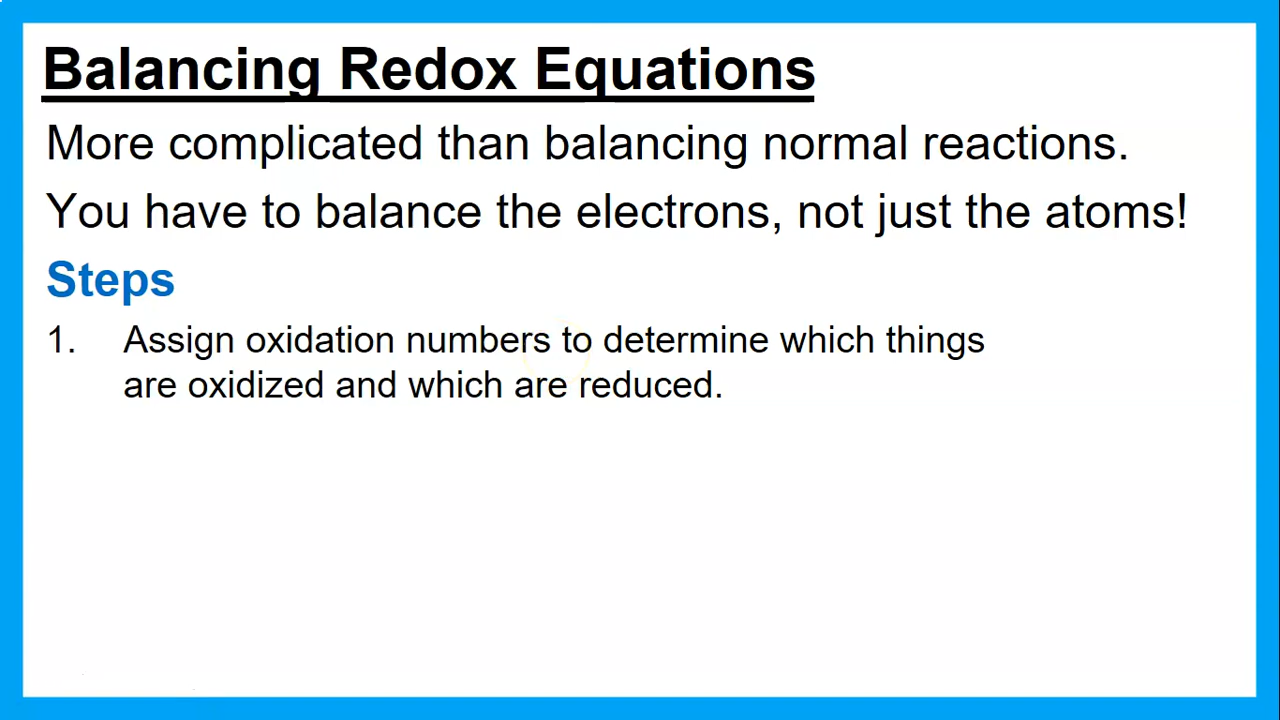 Balancing Redox Equations
More complicated than balancing normal reactions.
You have to balance the electrons, not just the atoms!
Steps
1. Assign oxidation numbers to determine which things
are oxidized and which are reduced.